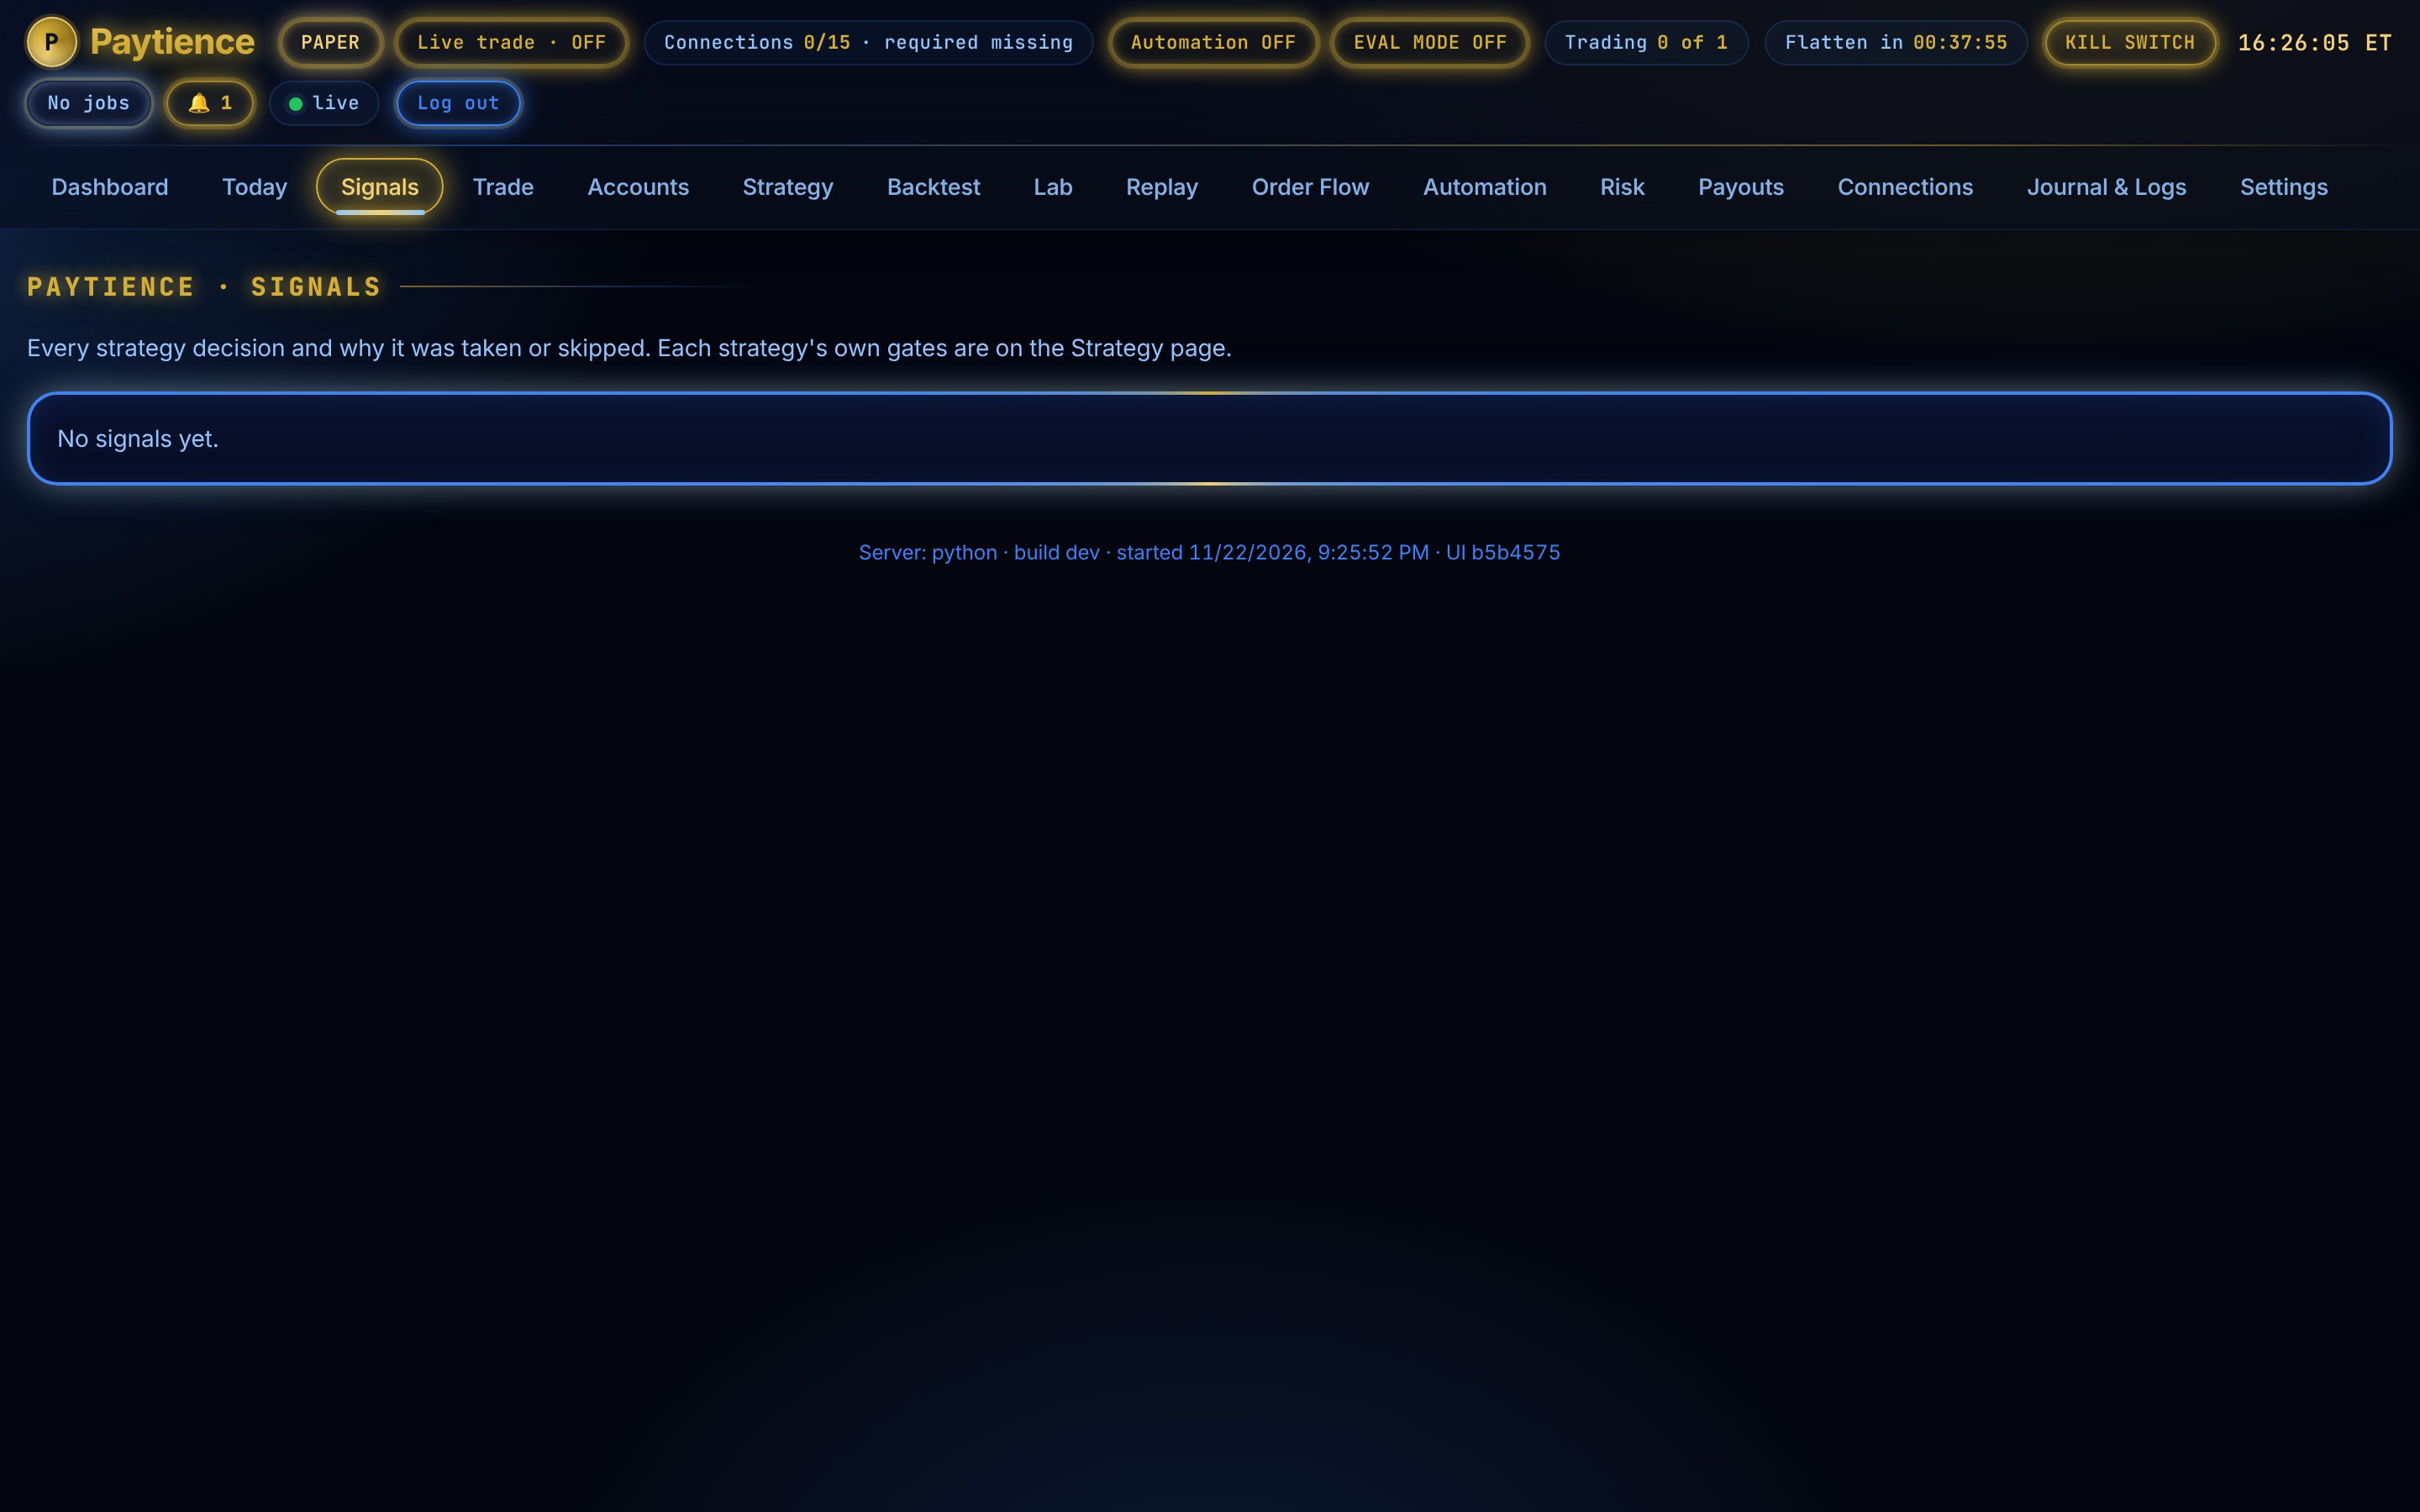 P Paytience PAPER Live trade · OFF Connections 0/15 · required missing Automation OFF EVAL MODE OFF Trading 0 of 1 Flatten in 00:37:55 KILL SWITCH 16:26:05 ET
No jobs 🔔 1 live Log out
Dashboard Today Signals Trade Accounts Strategy Backtest Lab Replay Order Flow Automation Risk Payouts Connections Journal & Logs Settings
PAYTIENCE · SIGNALS
Every strategy decision and why it was taken or skipped. Each strategy's own gates are on the Strategy page.
No signals yet.
Server: python · build dev · started 11/22/2026, 9:25:52 PM · UI b5b4575